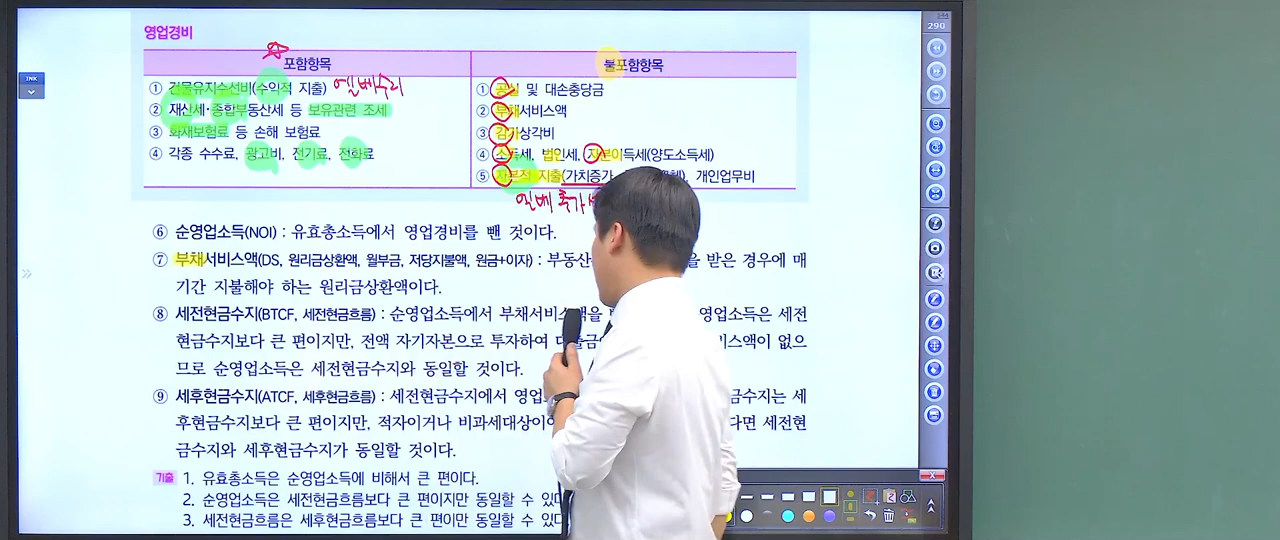 영업경비
포함항목
불포함항목
① 건물유지수선비(수익적 지출) 엘베수리
② 재산세·종합부동산세 등 보유관련 조세
③ 화재보험료 등 손해 보험료
④ 각종 수수료, 광고비, 전기료, 전화료
① 공실 및 대손충당금
② 부채서비스액
③ 감가상각비
④ 소득세, 법인세, 자본이득세(양도소득세)
⑤ 자본적 지출(가치증가, 개인업무비
엘베 추가
⑥ 순영업소득(NOI) : 유효총소득에서 영업경비를 뺀 것이다.
⑦ 부채서비스액(DS, 원리금상환액, 월부금, 저당지불액, 원금+이자) : 부동산 받은 경우에 매
기간 지불해야 하는 원리금상환액이다.
⑧ 세전현금수지(BTCF, 세전현금흐름) : 순영업소득에서 부채서비스액을 영업소득은 세전
현금수지보다 큰 편이지만, 전액 자기자본으로 투자하여 없으
므로 순영업소득은 세전현금수지와 동일할 것이다.
⑨ 세후현금수지(ATCF, 세후현금흐름) : 세전현금수지에서 세
후현금수지보다 큰 편이지만, 적자이거나 다면 세전현
금수지와 세후현금수지가 동일할 것이다.
기출 1. 유효총소득은 순영업소득에 비해서 큰 편이다.
2. 순영업소득은 세전현금흐름보다 큰 편이지만 동일할 수
3. 세전현금흐름은 세후현금흐름보다 큰 편이지만 동일할 수
INK
290